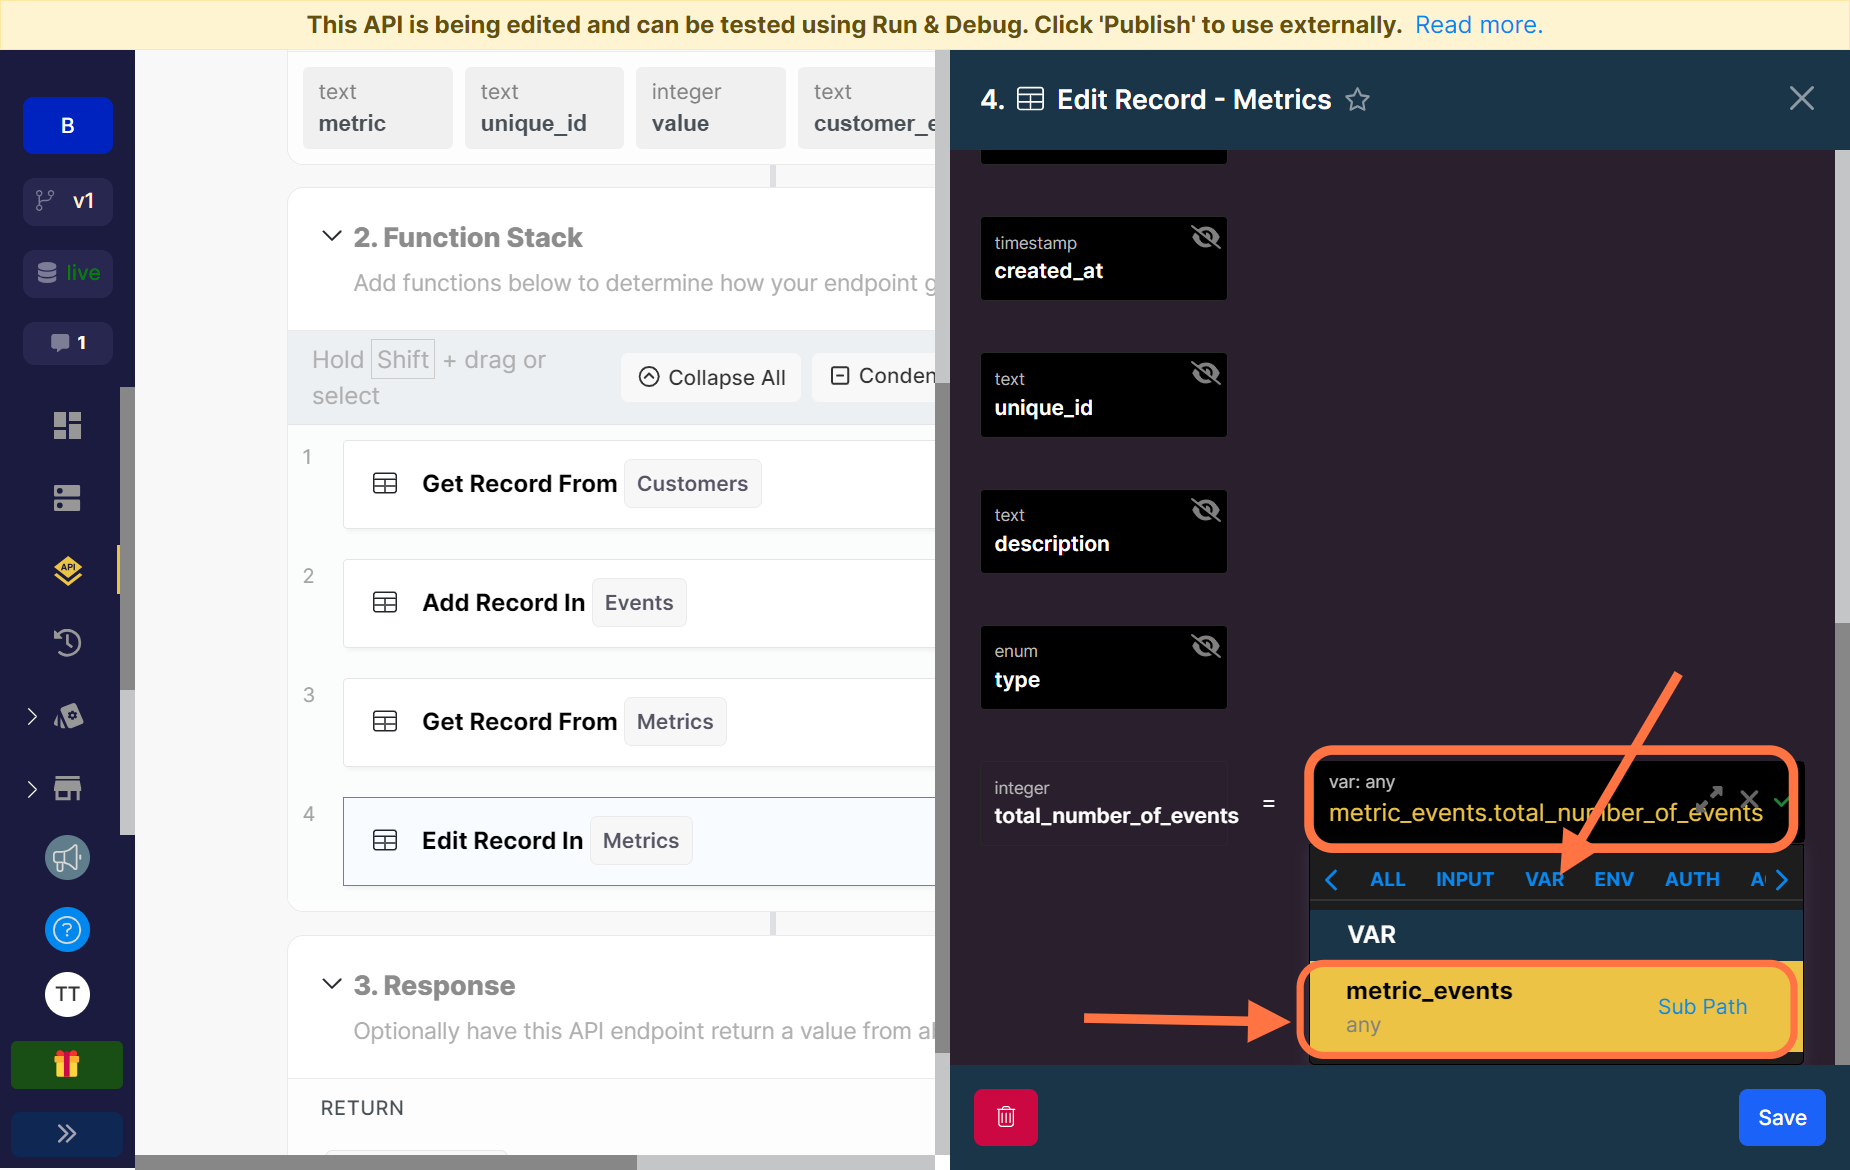 This API is being edited and can be tested using Run & Debug. Click 'Publish' to use externally. Read more.
B
v1
live
1
TT
text
metric
text
unique_id
integer
value
text
customer_e
2. Function Stack
Add functions below to determine how your endpoint g
Hold Shift + drag or
select
Collapse All
Conden
1
Get Record From Customers
2
Add Record In Events
3
Get Record From Metrics
4
Edit Record In Metrics
3. Response
Optionally have this API endpoint return a value from al
RETURN
4. Edit Record - Metrics
timestamp
created_at
text
unique_id
text
description
enum
type
integer
total_number_of_events
=
var: any
metric_events.total_number_of_events
ALL INPUT VAR ENV AUTH
VAR
metric_events
any
Sub Path
Save
API